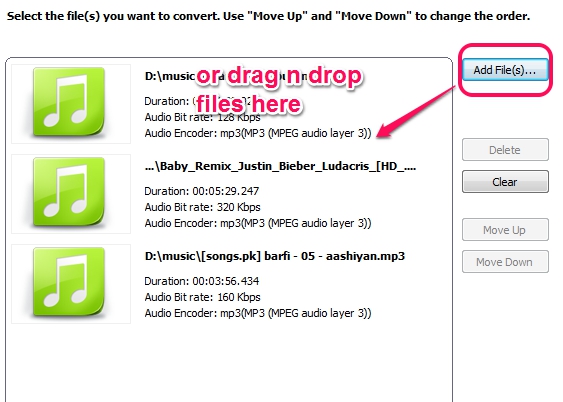 Select the file(s) you want to convert. Use "Move Up" and "Move Down" to change the order.
Add File(s)...
D:\music
or drag n drop
files here
Duration:
Audio Bit rate: 128 Kbps
Audio Encoder: mp3(MP3 (MPEG audio layer 3))
...\Baby_Remix_Justin_Bieber_Ludacris_[HD_....
Duration: 00:05:29.247
Audio Bit rate: 320 Kbps
Audio Encoder: mp3(MP3 (MPEG audio layer 3))
D:\music\[songs.pk] barfi - 05 - aashiyan.mp3
Duration: 00:03:56.434
Audio Bit rate: 160 Kbps
Audio Encoder: mp3(MP3 (MPEG audio layer 3))
Delete
Clear
Move Up
Move Down